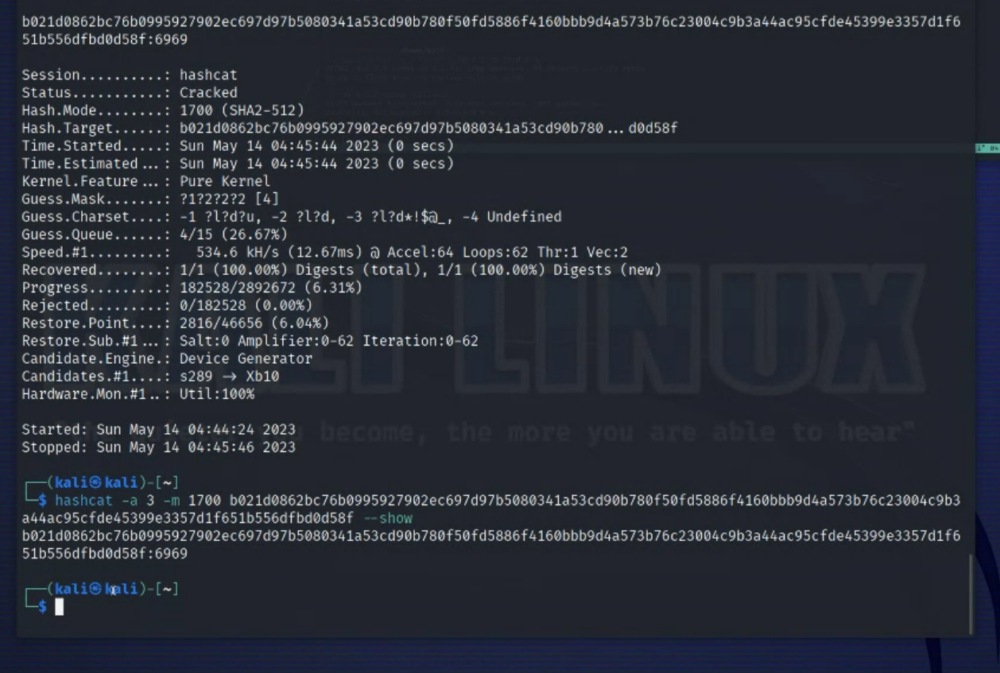 b021d0862bc76b0995927902ec697d97b5080341a53cd90b780f50fd5886f4160bbb9d4a573b76c23004c9b3a44ac95cfde45399e3357d1f6
51b556dfbd0d58f:6969
Session..........: hashcat
Status...........: Cracked
Hash.Mode........: 1700 (SHA2-512)
Hash.Target......: b021d0862bc76b0995927902ec697d97b5080341a53cd90b780...d0d58f
Time.Started.....: Sun May 14 04:45:44 2023 (0 secs)
Time.Estimated...: Sun May 14 04:45:44 2023 (0 secs)
Kernel.Feature...: Pure Kernel
Guess.Mask.......: ?1?2?2?2 [4]
Guess.Charset....: -1 ?l?d?u, -2 ?l?d, -3 ?l?d*!$@_, -4 Undefined
Guess.Queue......: 4/15 (26.67%)
Speed.#1.........:   534.6 kH/s (12.67ms) @ Accel:64 Loops:62 Thr:1 Vec:2
Recovered........: 1/1 (100.00%) Digests (total), 1/1 (100.00%) Digests (new)
Progress.........: 182528/2892672 (6.31%)
Rejected.........: 0/182528 (0.00%)
Restore.Point....: 2816/46656 (6.04%)
Restore.Sub.#1...: Salt:0 Amplifier:0-62 Iteration:0-62
Candidate.Engine.: Device Generator
Candidates.#1....: s289 → Xb10
Hardware.Mon.#1..: Util:100%
Started: Sun May 14 04:44:24 2023
Stopped: Sun May 14 04:45:46 2023
┌──(kali㉿kali)-[~]
└─$ hashcat -a 3 -m 1700 b021d0862bc76b0995927902ec697d97b5080341a53cd90b780f50fd5886f4160bbb9d4a573b76c23004c9b3
a44ac95cfde45399e3357d1f651b556dfbd0d58f --show
b021d0862bc76b0995927902ec697d97b5080341a53cd90b780f50fd5886f4160bbb9d4a573b76c23004c9b3a44ac95cfde45399e3357d1f6
51b556dfbd0d58f:6969
┌──(kali㉿kali)-[~]
└─$
KALI LINUX
become, the more you are able to hear"